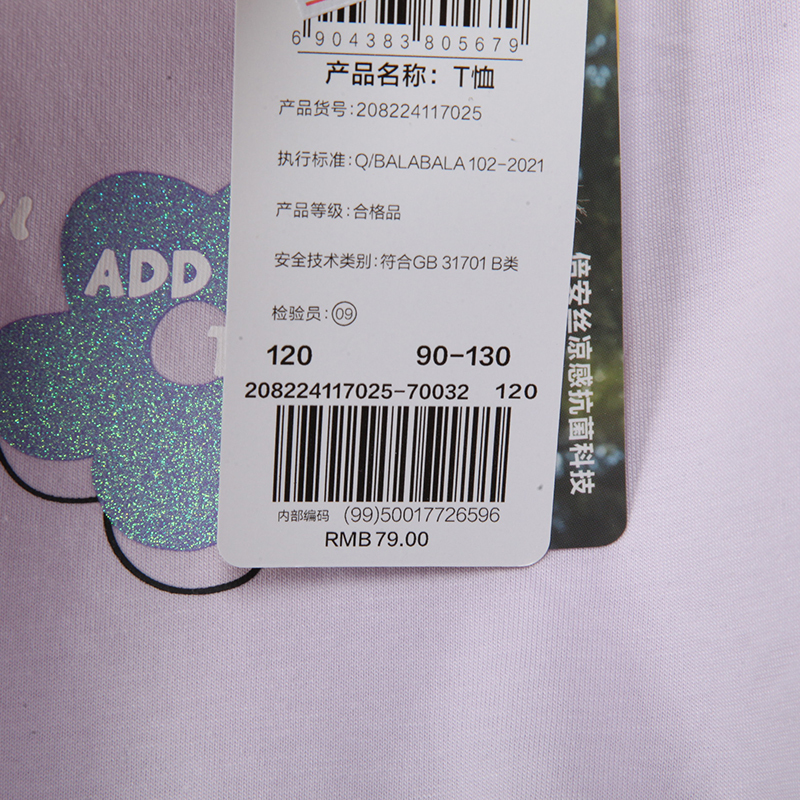 6 904383 805679
产品名称: T恤
产品货号:208224117025
执行标准:Q/BALABALA 102-2021
产品等级:合格品
安全技术类别:符合GB 31701 B类
检验员:09
120 90-130
208224117025-70032 120
内部编码 (99)50017726596
RMB 79.00
ADD
倍安丝凉感抗菌科技